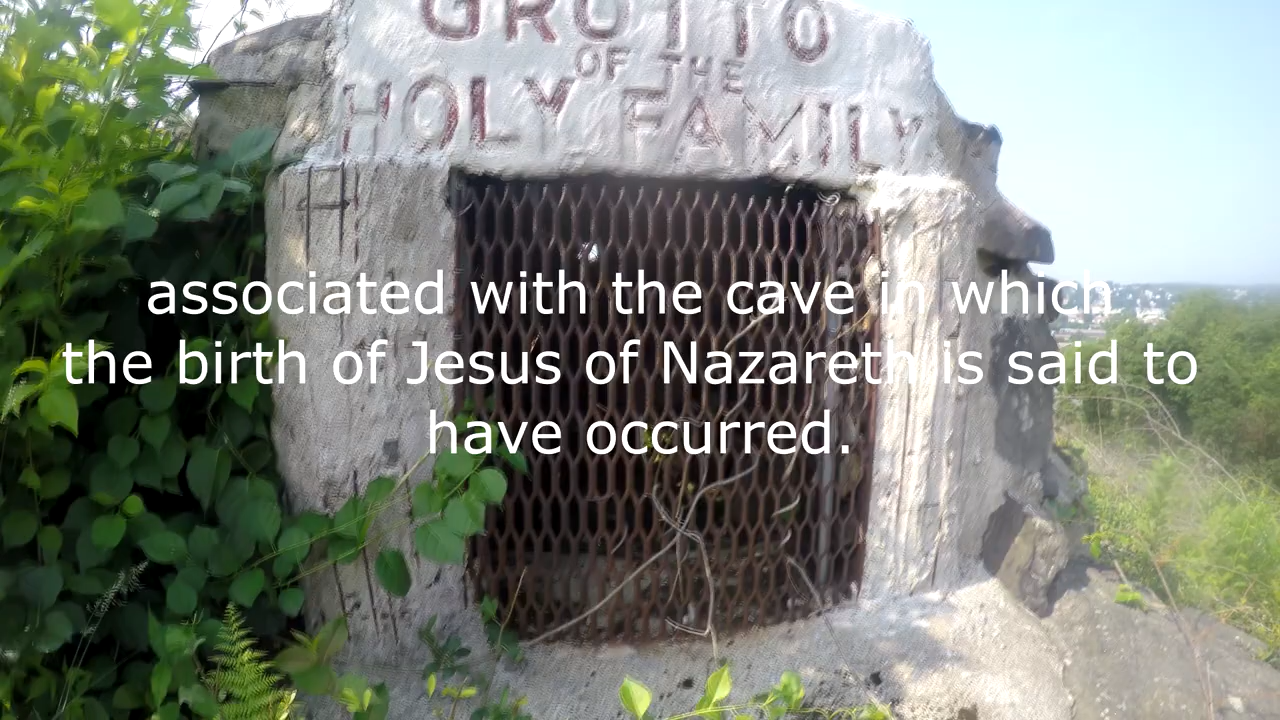 GROTTO
OF THE
HOLY FAMILY
associated with the cave in which
the birth of Jesus of Nazareth is said to
have occurred.